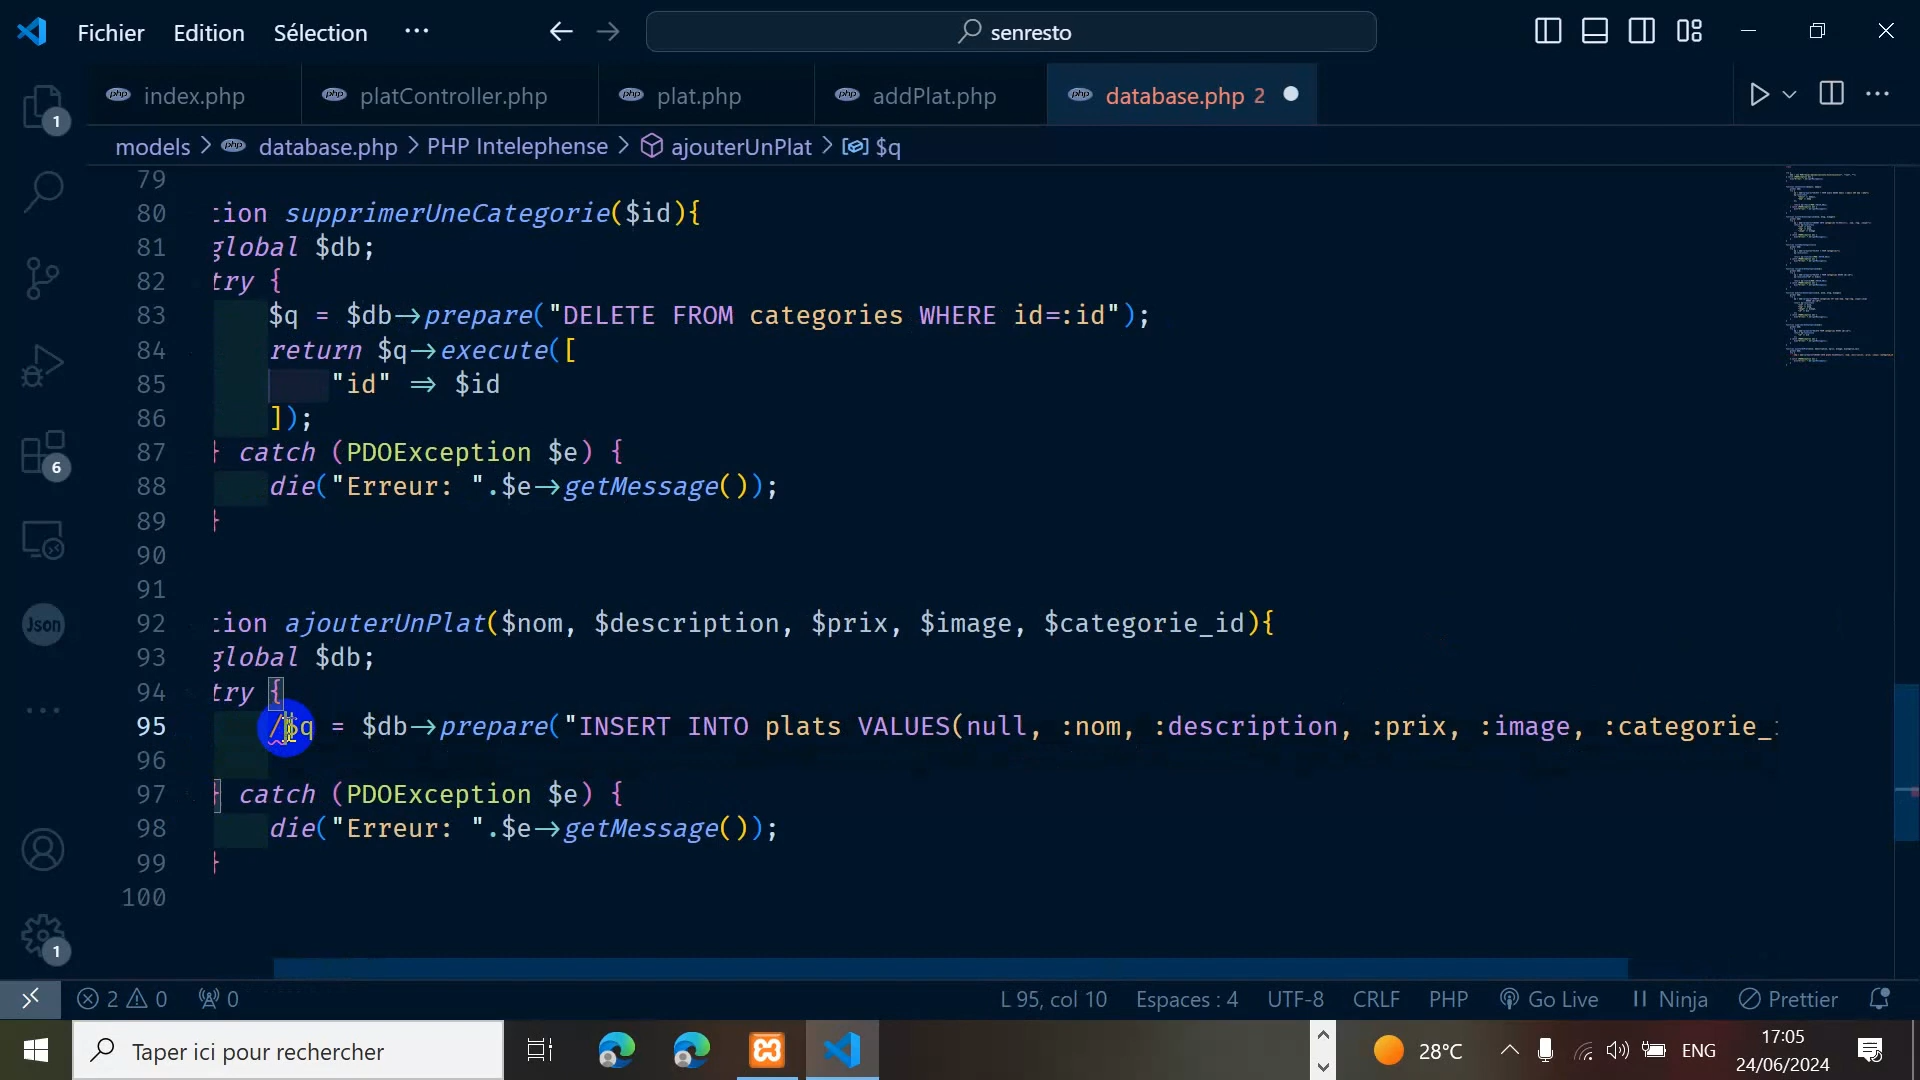 Fichier Edition Sélection ··· senresto
index.php platController.php plat.php addPlat.php database.php 2
models > database.php > PHP Intelephense > ajouterUnPlat > $q
79
80 tion supprimerUneCategorie($id){
81 global $db;
82 try {
83 $q = $db->prepare("DELETE FROM categories WHERE id=:id");
84 return $q->execute([
85 "id" => $id
86 ]);
87 } catch (PDOException $e) {
88 die("Erreur: ".$e->getMessage());
89 }
90
91
92 tion ajouterUnPlat($nom, $description, $prix, $image, $categorie_id){
93 global $db;
94 try {
95 /$q = $db->prepare("INSERT INTO plats VALUES(null, :nom, :description, :prix, :image, :categorie_
96
97 } catch (PDOException $e) {
98 die("Erreur: ".$e->getMessage());
99 }
100
1
6
Json
1
2 0 0 L 95, col 10 Espaces : 4 UTF-8 CRLF PHP Go Live Ninja Prettier
Taper ici pour rechercher 28°C ENG 17:05
24/06/2024